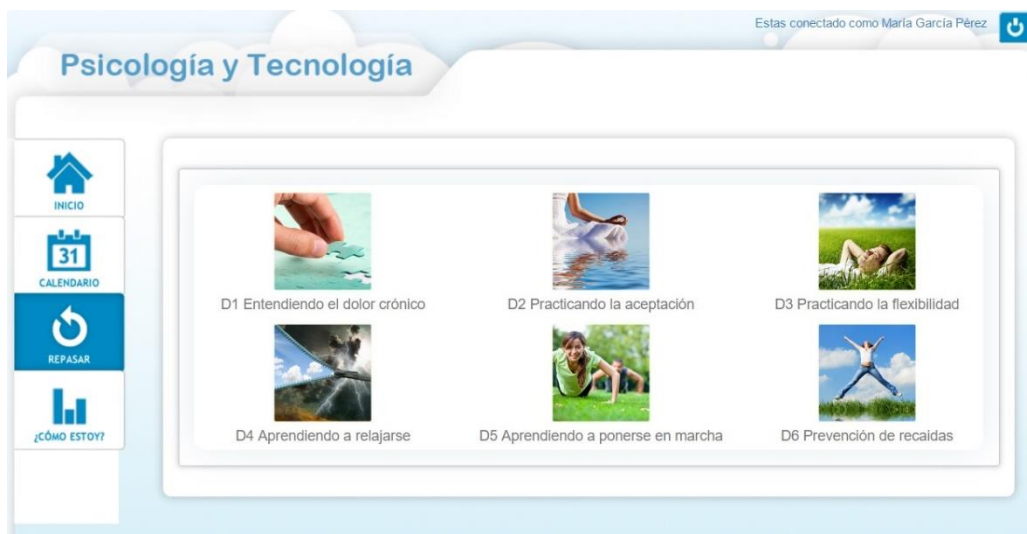 Estas conectado como María García Pérez
Psicología y Tecnología
INICIO
31
CALENDARIO
REPASAR
¿CÓMO ESTOY?
D1 Entendiendo el dolor crónico
D2 Practicando la aceptación
D3 Practicando la flexibilidad
D4 Aprendiendo a relajarse
D5 Aprendiendo a ponerse en marcha
D6 Prevención de recaidas